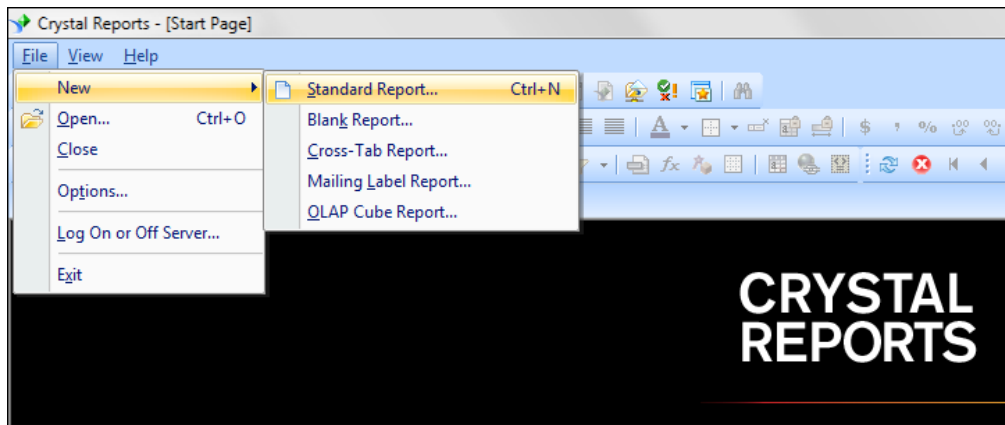 Crystal Reports - [Start Page]
File View Help
New
Open... Ctrl+O
Close
Options...
Log On or Off Server...
Exit
Standard Report... Ctrl+N
Blank Report...
Cross-Tab Report...
Mailing Label Report...
OLAP Cube Report...
CRYSTAL
REPORTS